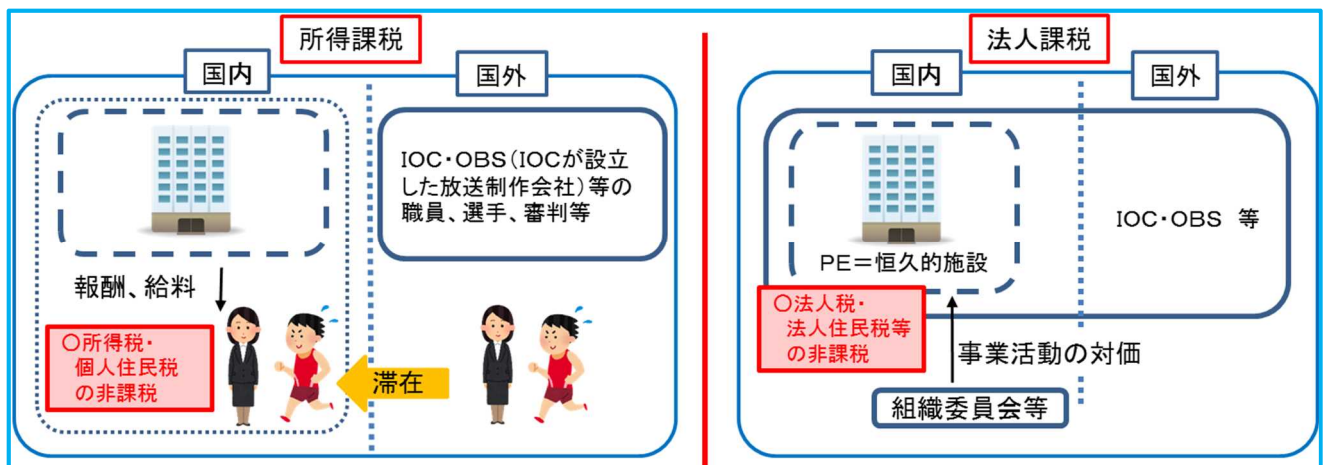 所得課税
国内
国外
IOC・OBS(IOCが設立
した放送制作会社)等の
職員、選手、審判等
報酬、給料
○所得税・
個人住民税
の非課税
滞在
法人課税
国内
国外
PE=恒久的施設
IOC・OBS 等
○法人税・
法人住民税等
の非課税
事業活動の対価
組織委員会等